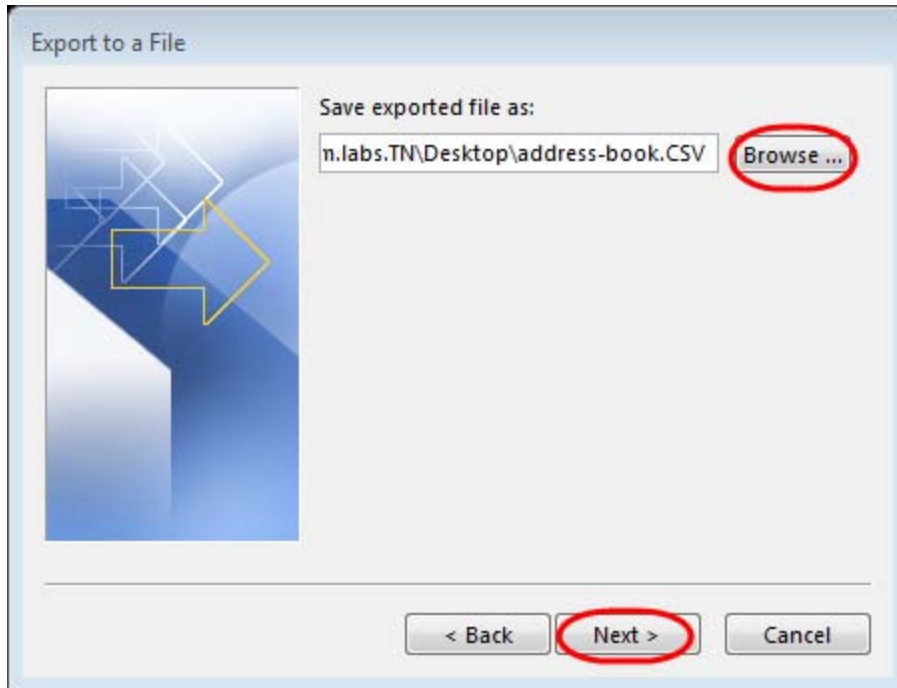 Export to a File
Save exported file as:
n.labs.TN\Desktop\address-book.CSV
Browse ...
< Back
Next >
Cancel